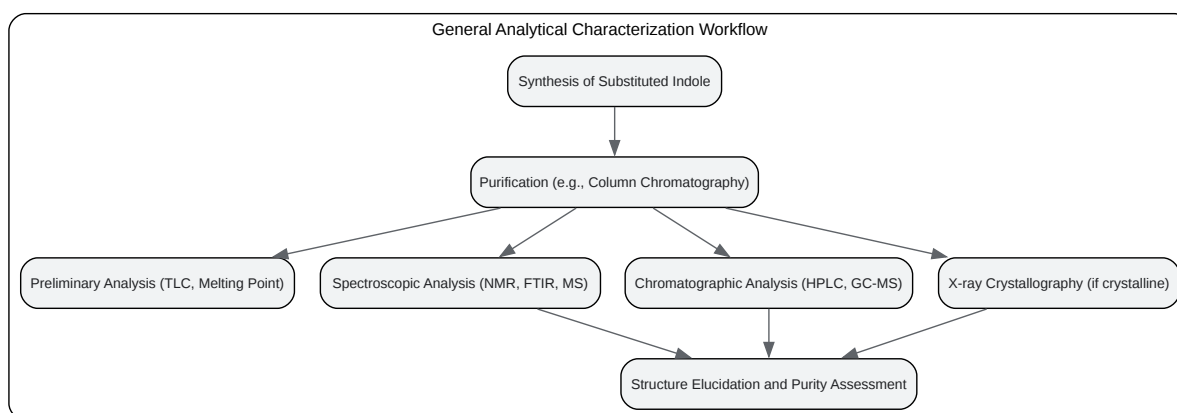 General Analytical Characterization Workflow
Synthesis of Substituted Indole
Purification (e.g., Column Chromatography)
Preliminary Analysis (TLC, Melting Point)
Spectroscopic Analysis (NMR, FTIR, MS)
Chromatographic Analysis (HPLC, GC-MS)
X-ray Crystallography (if crystalline)
Structure Elucidation and Purity Assessment